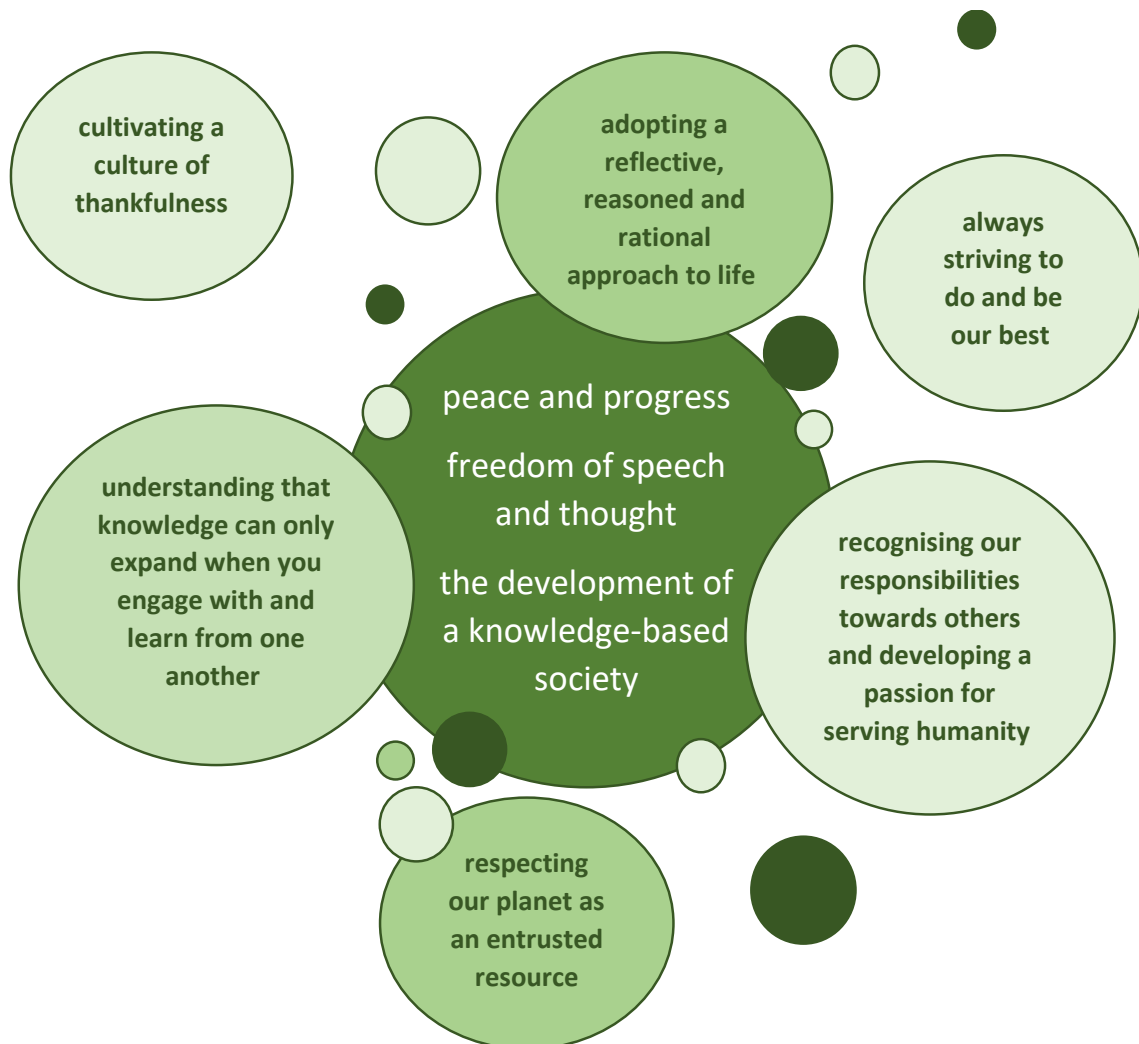 cultivating a
culture of
thankfulness
adopting a
reflective,
reasoned and
rational
approach to life
always
striving to
do and be
our best
peace and progress
freedom of speech
and thought
the development of
a knowledge-based
society
understanding that
knowledge can only
expand when you
engage with and
learn from one
another
recognising our
responsibilities
towards others
and developing a
passion for
serving humanity
respecting
our planet as
an entrusted
resource